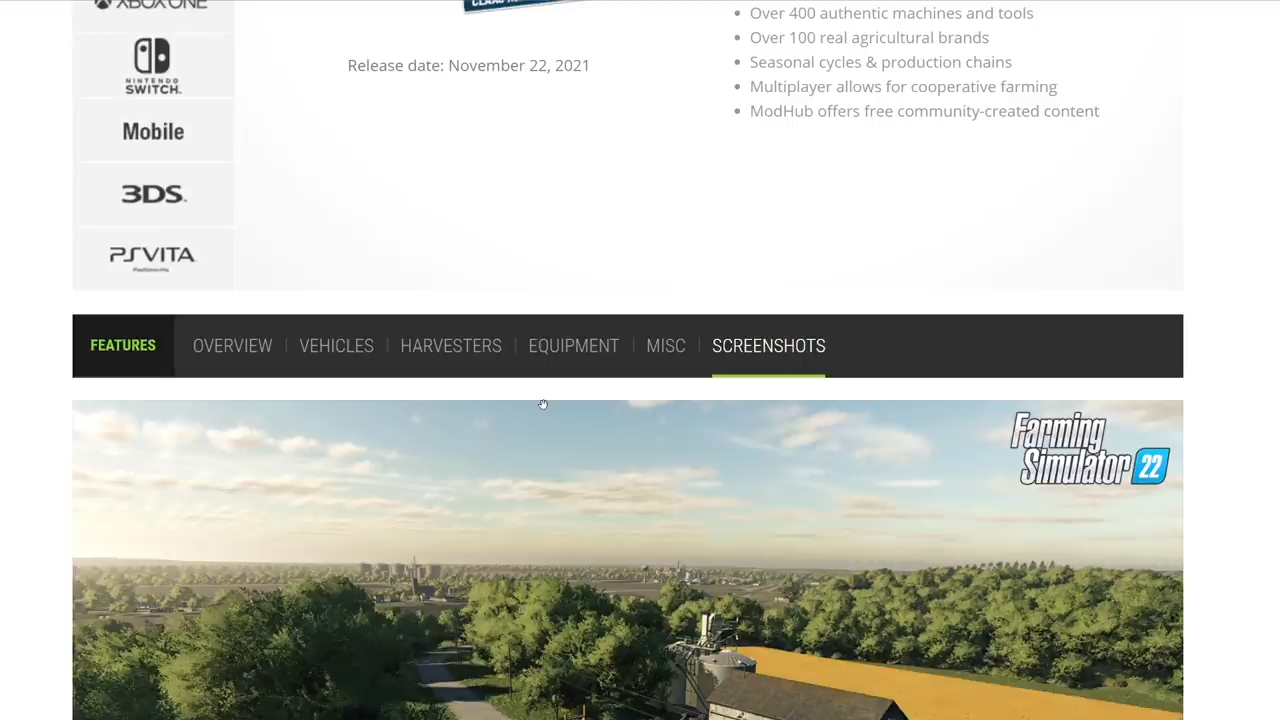 XBOX ONE
NINTENDO
SWITCH.
Mobile
3DS
PSVITA
Release date: November 22, 2021
Over 400 authentic machines and tools
Over 100 real agricultural brands
Seasonal cycles & production chains
Multiplayer allows for cooperative farming
ModHub offers free community-created content
FEATURES
OVERVIEW
VEHICLES
HARVESTERS
EQUIPMENT
MISC
SCREENSHOTS
Farming
Simulator 22